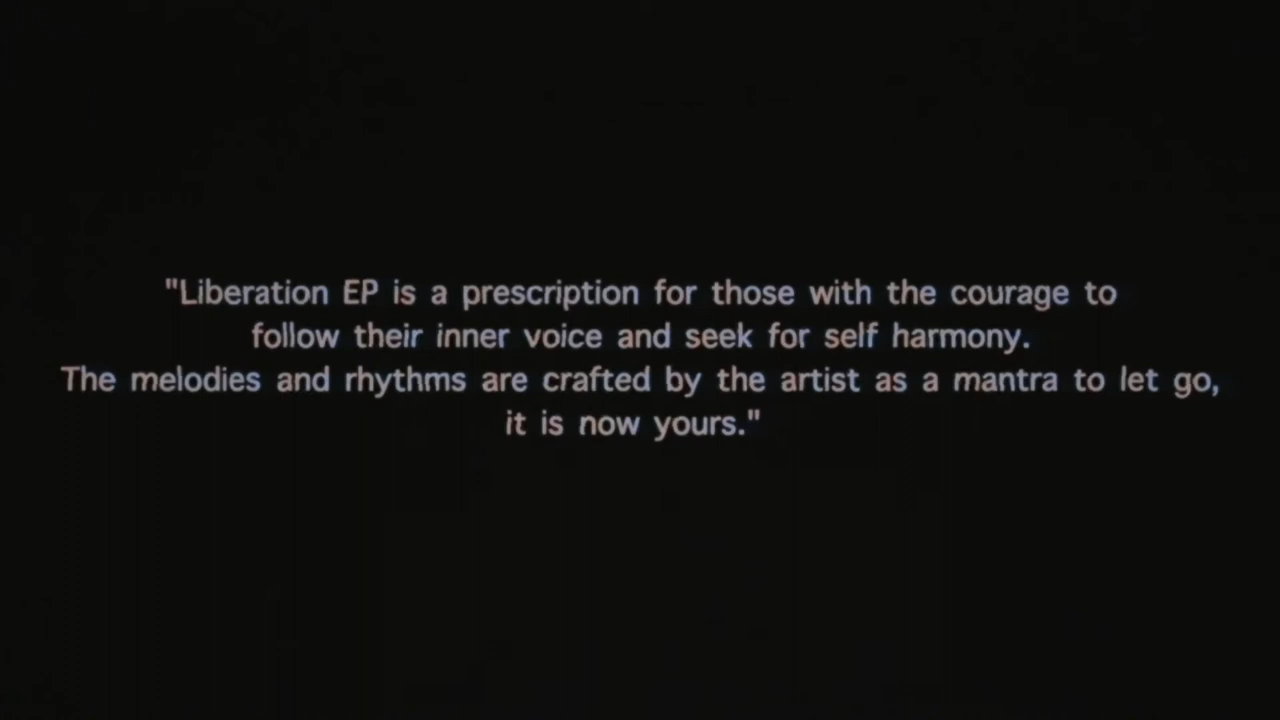 "Liberation EP is a prescription for those with the courage to
follow their inner voice and seek for self harmony.
The melodies and rhythms are crafted by the artist as a mantra to let go,
it is now yours."